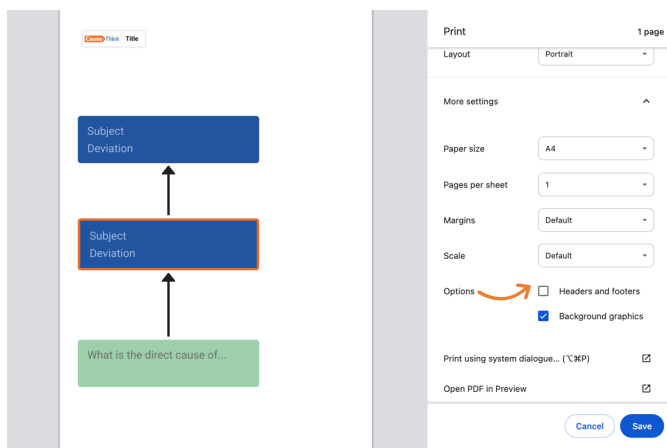 Cause Think Title
Subject
Deviation
Subject
Deviation
What is the direct cause of...
Print 1 page
Layout Portrait
More settings
Paper size A4
Pages per sheet 1
Margins Default
Scale Default
Options Headers and footers
Background graphics
Print using system dialogue... (⌥⌘P)
Open PDF in Preview
Cancel Save